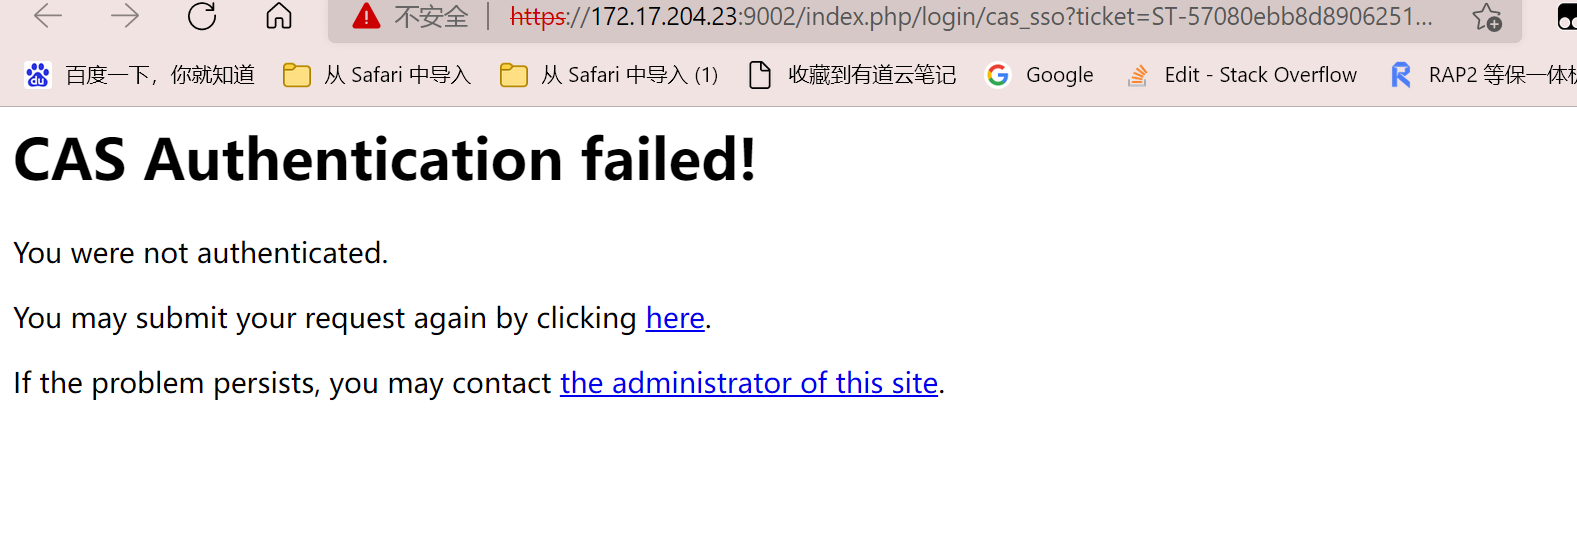 不安全 https://172.17.204.23:9002/index.php/login/cas_sso?ticket=ST-57080ebb8d8906251...
百度一下，你就知道 从 Safari 中导入 从 Safari 中导入 (1) 收藏到有道云笔记 Google Edit - Stack Overflow RAP2 等保一体
CAS Authentication failed!
You were not authenticated.
You may submit your request again by clicking here.
If the problem persists, you may contact the administrator of this site.